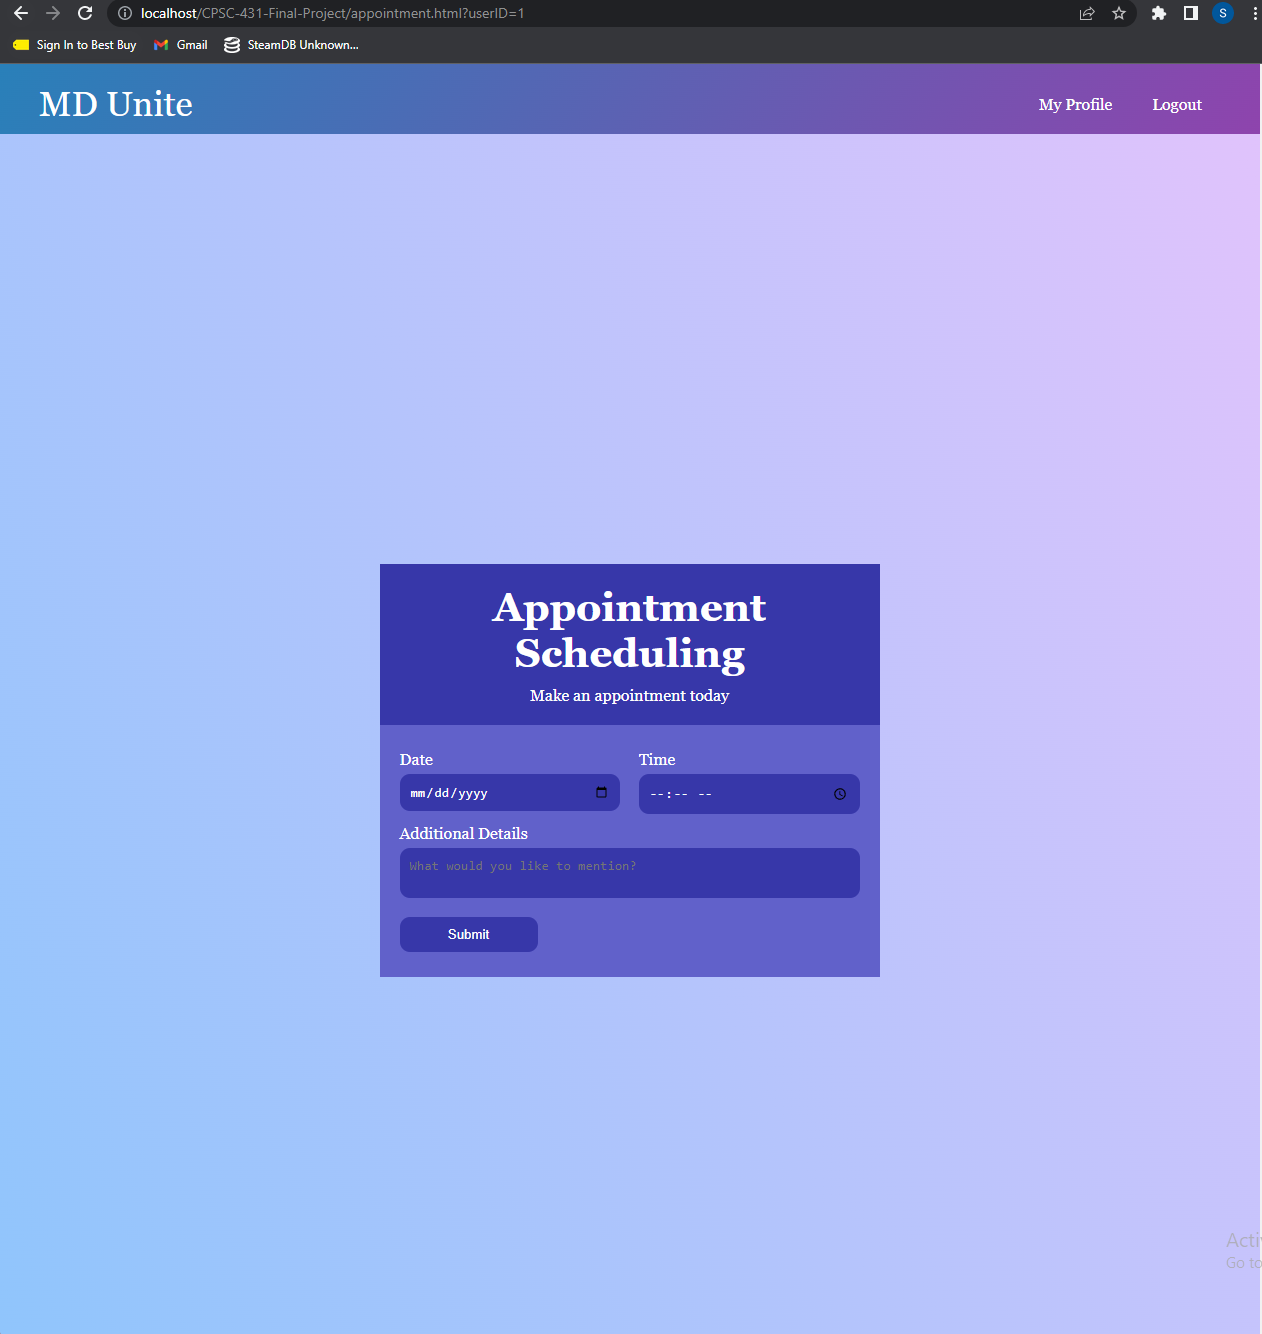 localhost/CPSC-431-Final-Project/appointment.html?userID=1
S
Sign In to Best Buy
Gmail
SteamDB Unknown...
MD Unite
My Profile
Logout
Appointment
Scheduling
Make an appointment today
Date
Time
mm/dd/yyyy
--:-- --
Additional Details
What would you like to mention?
Submit
Acti
Go to